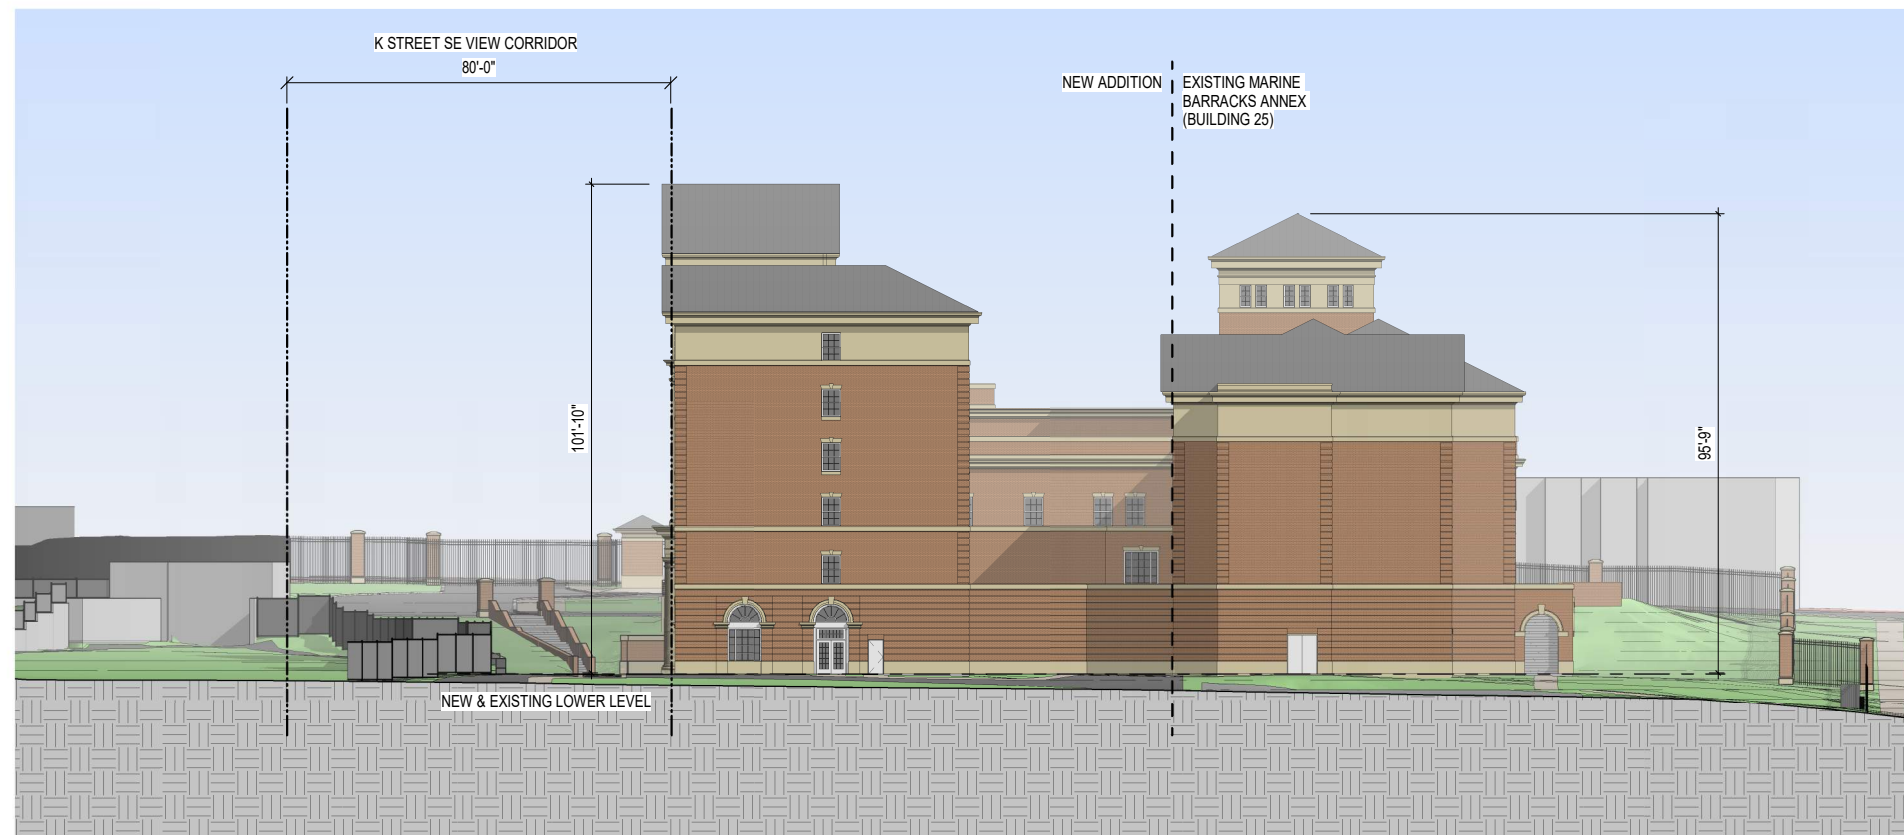 K STREET SE VIEW CORRIDOR
80'-0"
NEW ADDITION
EXISTING MARINE
BARRACKS ANNEX
(BUILDING 25)
101'-10"
95'-9"
NEW & EXISTING LOWER LEVEL